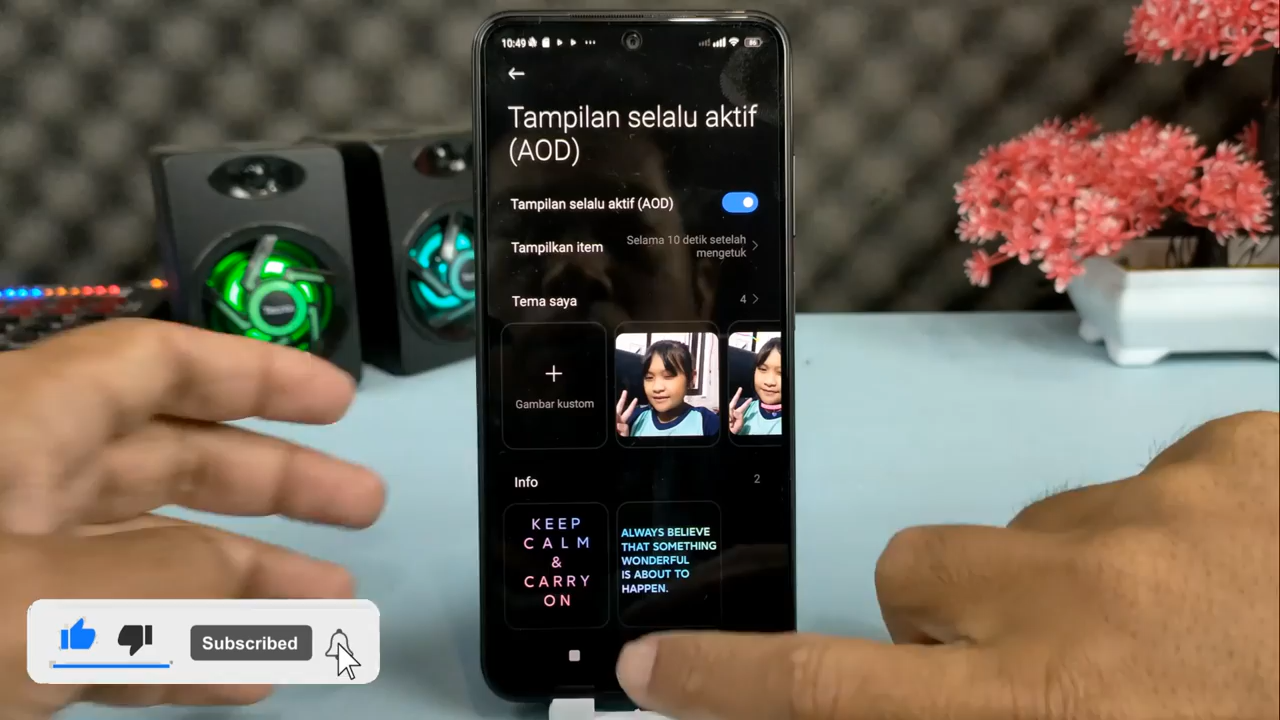 10:49
86
Tampilan selalu aktif
(AOD)
Tampilan selalu aktif (AOD)
Tampilkan item
Selama 10 detik setelah
mengetuk
Tema saya
4
Gambar kustom
Info
2
KEEP
CALM
&
CARRY
ON
ALWAYS BELIEVE
THAT SOMETHING
WONDERFUL
IS ABOUT TO
HAPPEN.
Subscribed